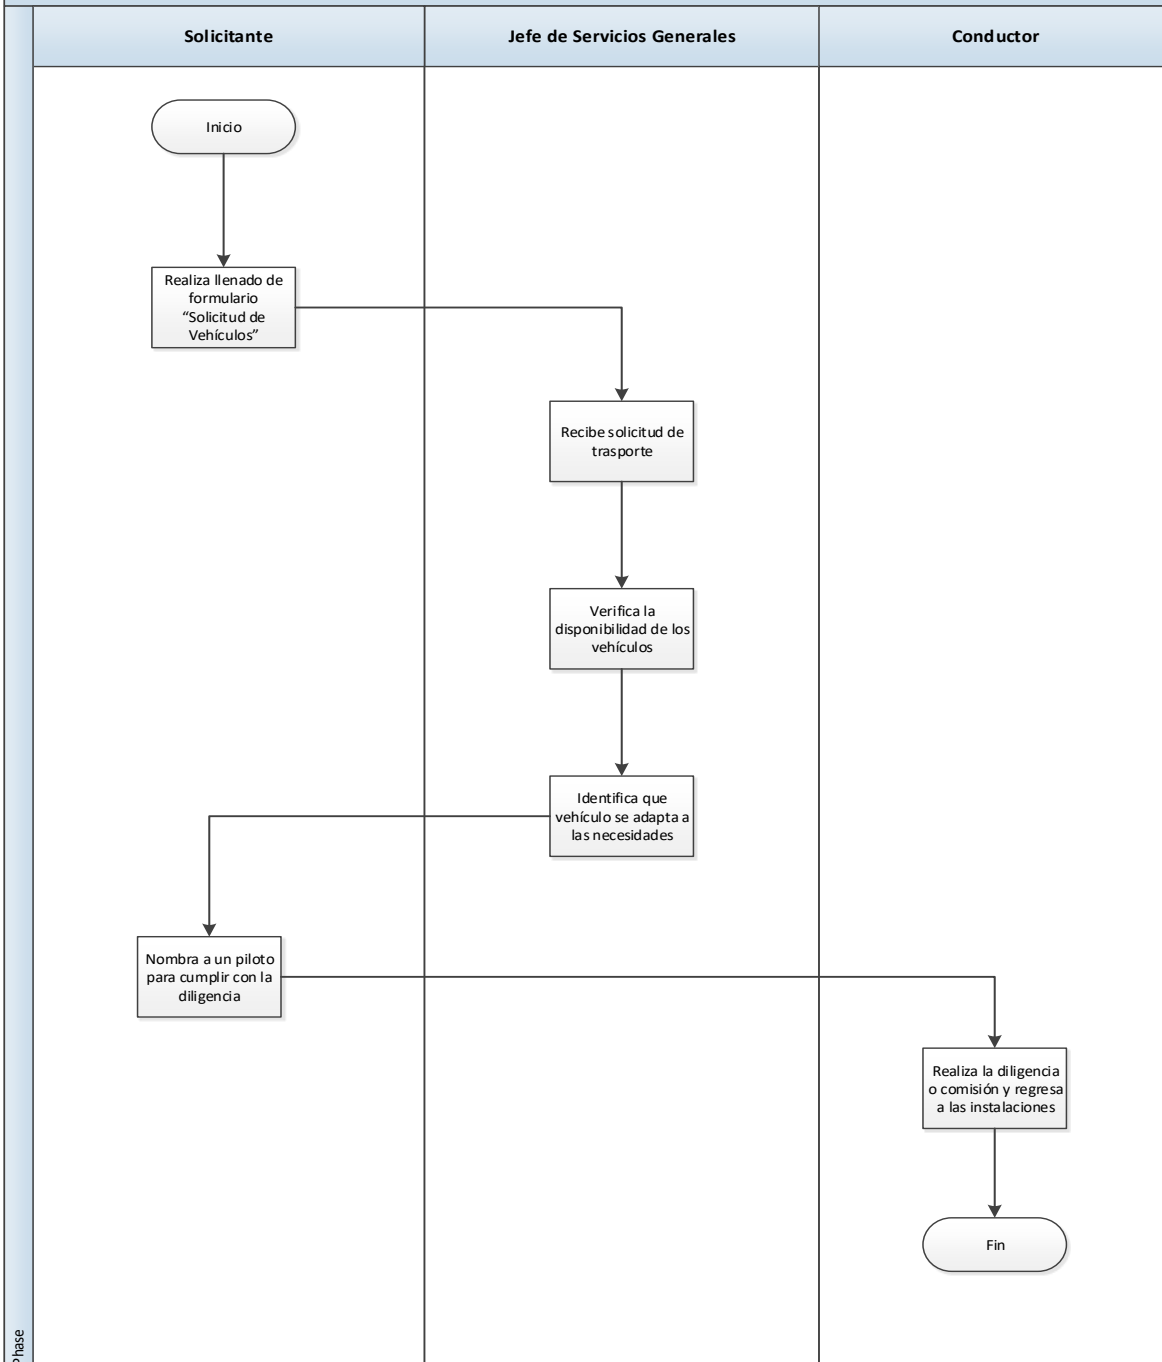 Solicitante
Jefe de Servicios Generales
Conductor
Inicio
Realiza llenado de
formulario
“Solicitud de
Vehículos”
Recibe solicitud de
trasporte
Verifica la
disponibilidad de los
vehículos
Identifica que
vehículo se adapta a
las necesidades
Nombra a un piloto
para cumplir con la
diligencia
Realiza la diligencia
o comisión y regresa
a las instalaciones
Fin
Phase